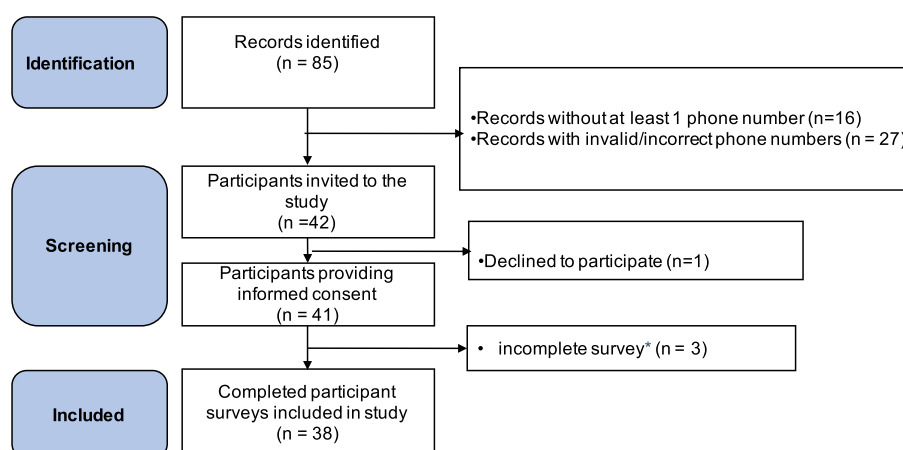 Identification
Records identified
(n = 85)
•Records without at least 1 phone number (n=16)
•Records with invalid/incorrect phone numbers (n = 27)
Screening
Participants invited to the
study
(n =42)
•Declined to participate (n=1)
Participants providing
informed consent
(n = 41)
• incomplete survey* (n = 3)
Included
Completed participant
surveys included in study
(n = 38)